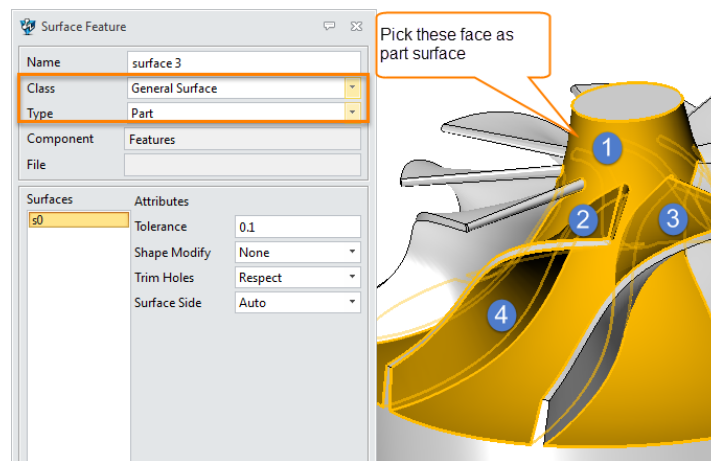 Surface Feature
Name surface 3
Class General Surface
Type Part
Component Features
File
Surfaces Attributes
s0
Tolerance 0.1
Shape Modify None
Trim Holes Respect
Surface Side Auto
Pick these face as
part surface
1
2
3
4